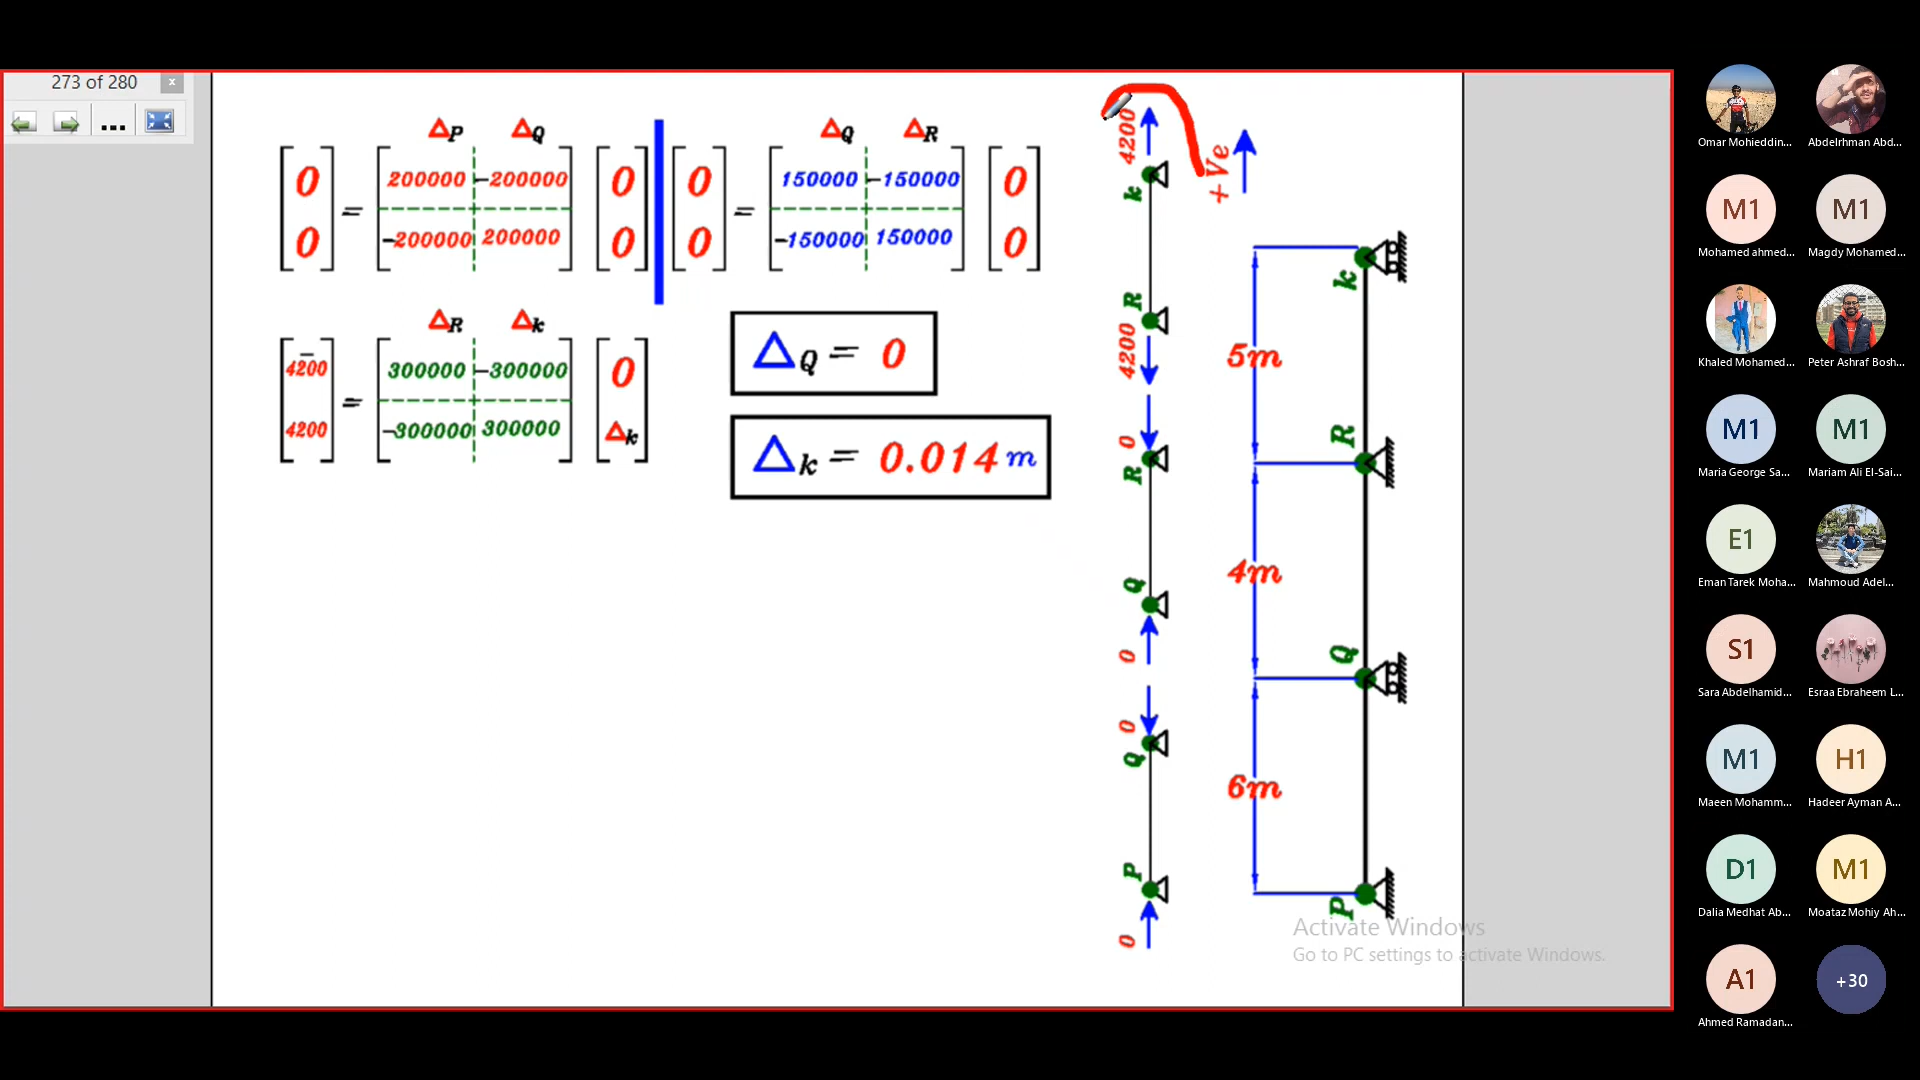 273 of 280
x
...
ΔP ΔQ
0 = 200000 -200000 0
0 -200000 200000 0
ΔQ ΔR
0 = 150000 -150000 0
0 -150000 150000 0
ΔR Δk
-4200 = 300000 -300000 0
4200 -300000 300000 Δk
ΔQ = 0
Δk = 0.014 m
4200
+Ve
k
R
4200
0
R
Q
0
0
Q
P
0
k
5m
R
4m
Q
6m
P
Activate Windows
Go to PC settings to activate Windows.
Omar Mohieddin...
Abdelrhman Abd...
M1
M1
Mohamed ahmed...
Magdy Mohamed...
Khaled Mohamed...
Peter Ashraf Bosh...
M1
M1
Maria George Sa...
Mariam Ali El-Sai...
E1
Eman Tarek Moha...
Mahmoud Adel...
S1
Sara Abdelhamid...
Esraa Ebraheem L...
M1
H1
Maeen Mohamm...
Hadeer Ayman A...
D1
M1
Dalia Medhat Ab...
Moataz Mohiy Ah...
A1
+30
Ahmed Ramadan...